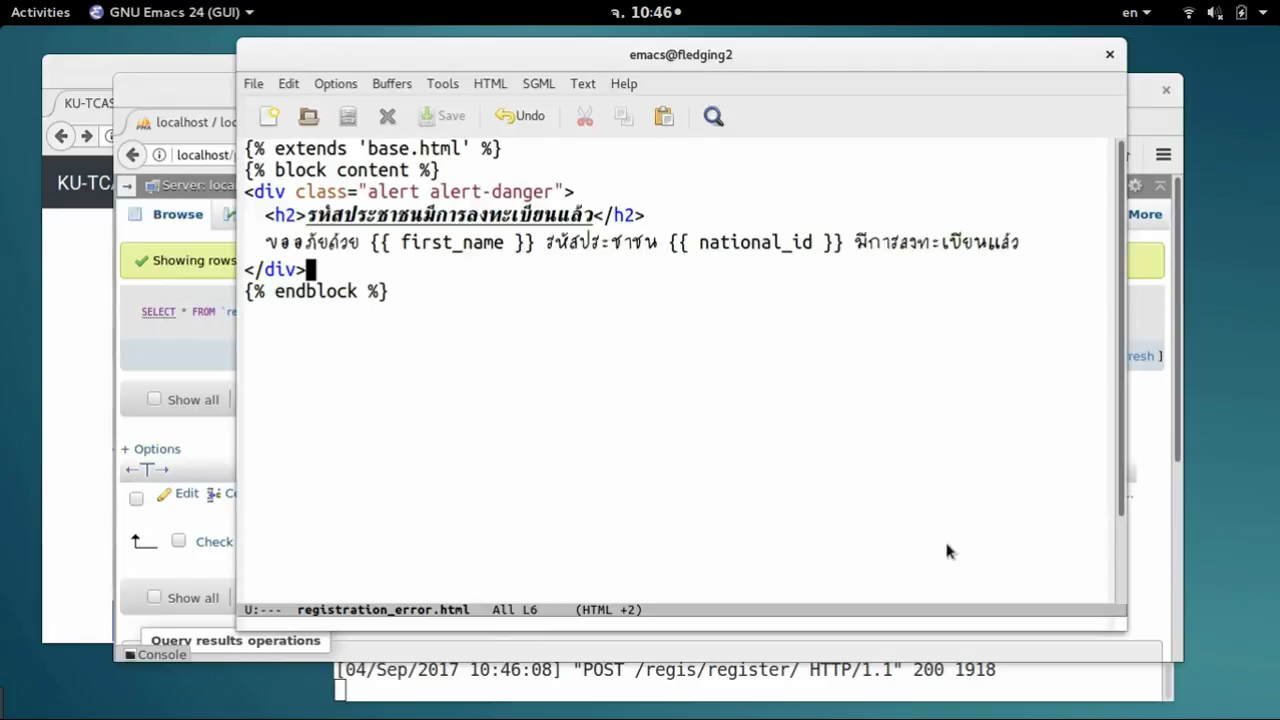 Activities GNU Emacs 24 (GUI) จ. 10:46 en
emacs@fledging2
KU-TCAS
File Edit Options Buffers Tools HTML SGML Text Help
localhost / lo
Save Undo
localhost/p
KU-TCA
Server: loca
Browse More
Showing rows
SELECT * FROM `re
esh ]
Show all
+ Options
Edit Co
Check
Show all
Query results operations
Console
{% extends 'base.html' %}
{% block content %}
<div class="alert alert-danger">
<h2>รหัสประชาชนมีการลงทะเบียนแล้ว</h2>
ขออภัยด้วย {{ first_name }} รหัสประชาชน {{ national_id }} มีการลงทะเบียนแล้ว
</div>
{% endblock %}
U:--- registration_error.html All L6 (HTML +2)
[04/Sep/2017 10:46:08] "POST /regis/register/ HTTP/1.1" 200 1918